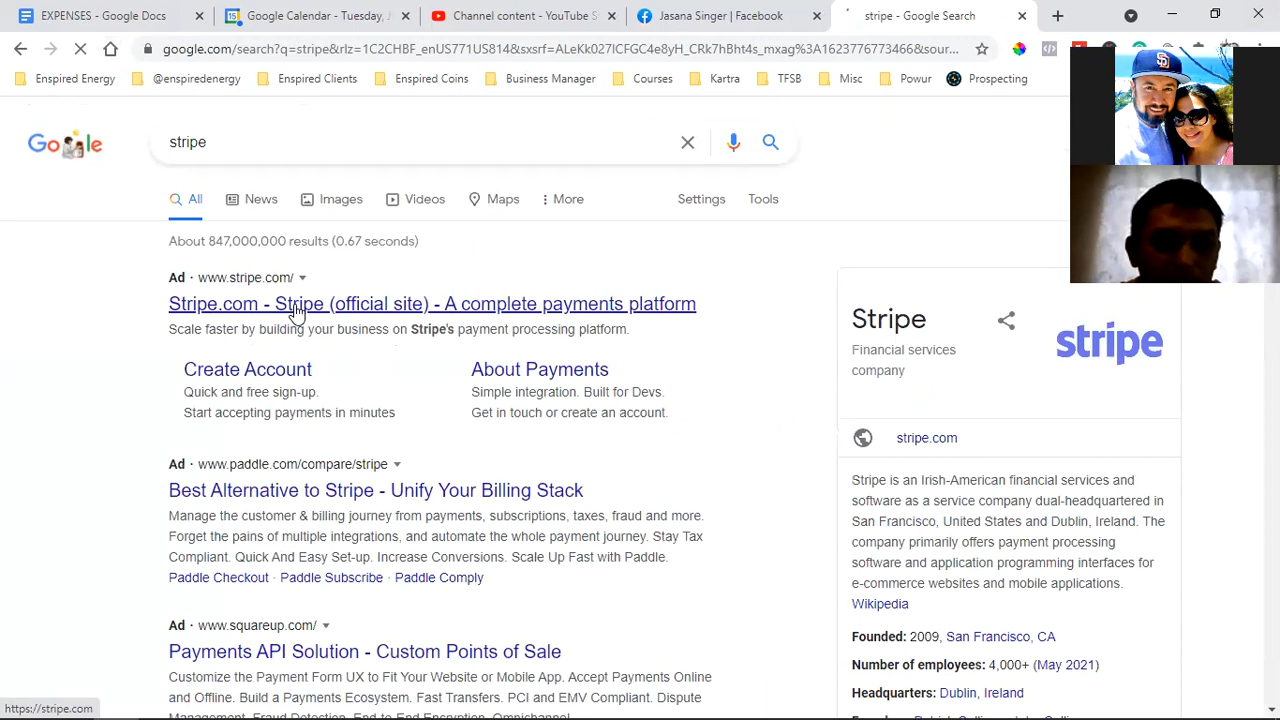 EXPENSES - Google Docs
Google Calendar - Tuesday, J
Channel content - YouTube S
Jasana Singer | Facebook
stripe - Google Search
google.com/search?q=stripe&rlz=1C2CHBF_enUS771US814&sxsrf=ALeKk027ICFGC4e8yH_CRk7hBht4s_mxag%3A1623776773466&sour...
Enspired Energy
@enspiredenergy
Enspired Clients
Enspired Coins
Business Manager
Courses
Kartra
TFSB
Misc
Powur
Prospecting
stripe
All
News
Images
Videos
Maps
More
Settings
Tools
About 847,000,000 results (0.67 seconds)
Ad · www.stripe.com/
Stripe.com - Stripe (official site) - A complete payments platform
Scale faster by building your business on Stripe's payment processing platform.
Create Account
Quick and free sign-up.
Start accepting payments in minutes
About Payments
Simple integration. Built for Devs.
Get in touch or create an account.
Ad · www.paddle.com/compare/stripe
Best Alternative to Stripe - Unify Your Billing Stack
Manage the customer & billing journey from payments, subscriptions, taxes, fraud and more.
Forget the pains of multiple integrations, and automate the whole payment journey. Stay Tax
Compliant. Quick And Easy Set-up. Increase Conversions. Scale Up Fast with Paddle.
Paddle Checkout · Paddle Subscribe · Paddle Comply
Ad · www.squareup.com/
Payments API Solution - Custom Points of Sale
Customize the Payment Form UX to Fit Your Website or Mobile App. Accept Payments Online
and Offline. Build a Payments Ecosystem. Fast Transfers. PCI and EMV Compliant. Dispute
Management. Fraud Detection. End-to-End Encryption. Omnichannel.
Stripe
Financial services
company
stripe
stripe.com
Stripe is an Irish-American financial services and
software as a service company dual-headquartered in
San Francisco, United States and Dublin, Ireland. The
company primarily offers payment processing
software and application programming interfaces for
e-commerce websites and mobile applications.
Wikipedia
Founded: 2009, San Francisco, CA
Number of employees: 4,000+ (May 2021)
Headquarters: Dublin, Ireland
https://stripe.com